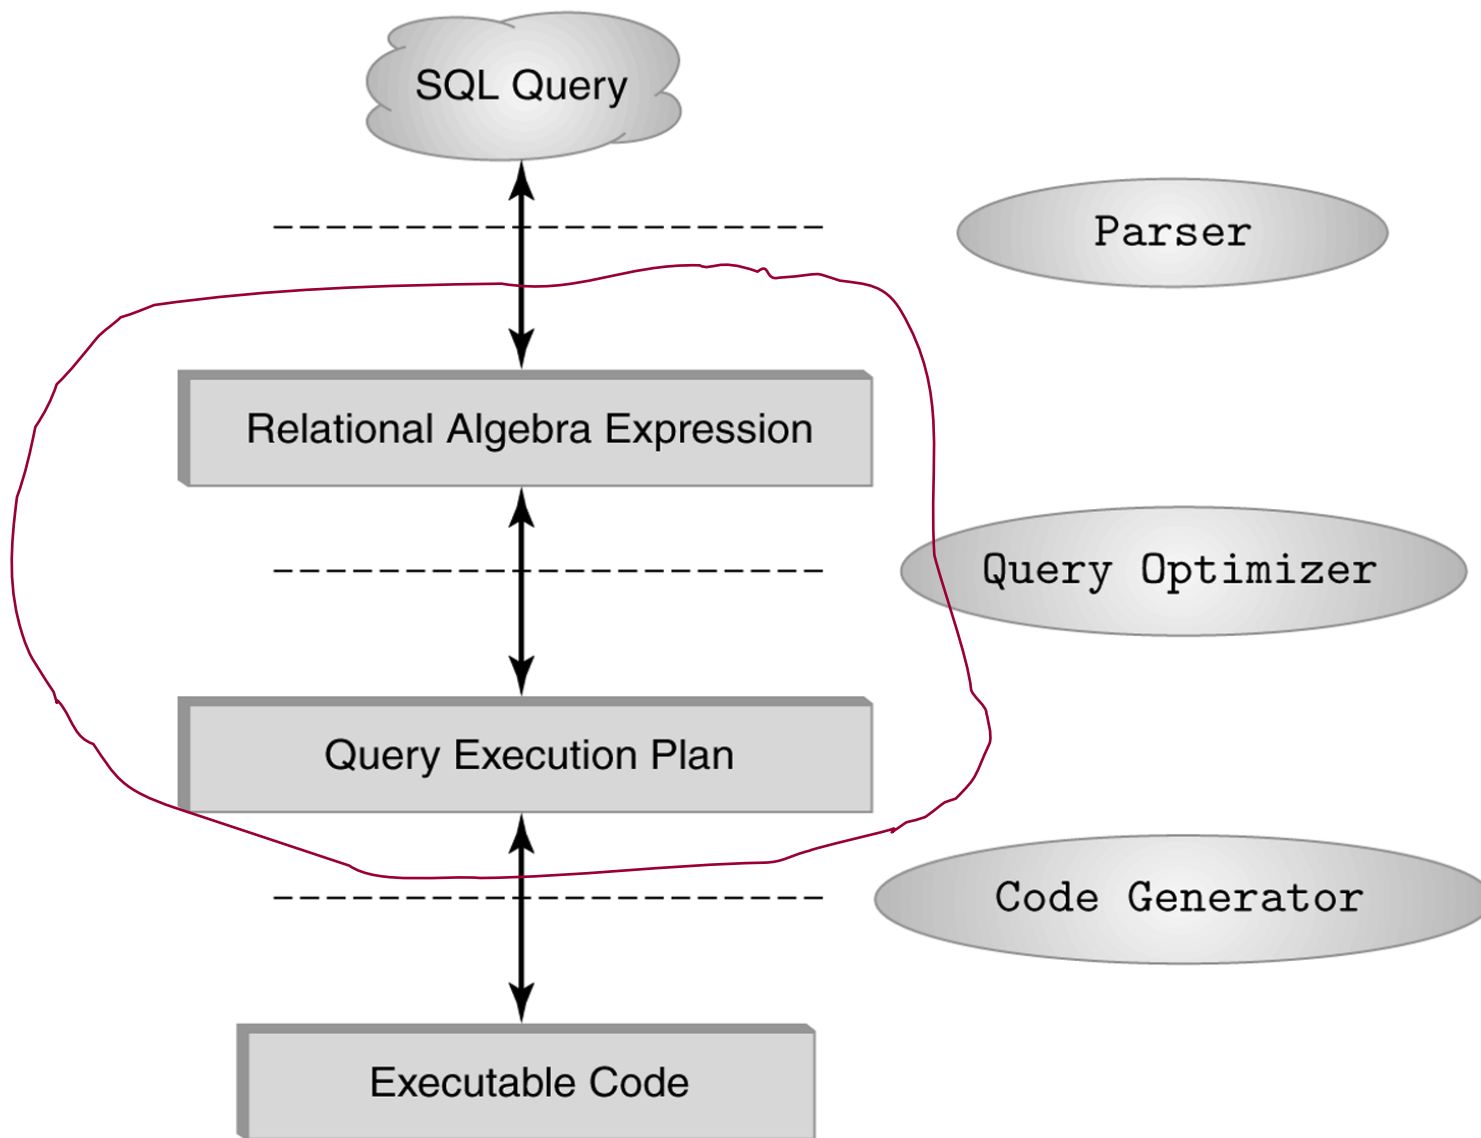 SQL Query
Parser
Relational Algebra Expression
Query Optimizer
Query Execution Plan
Code Generator
Executable Code